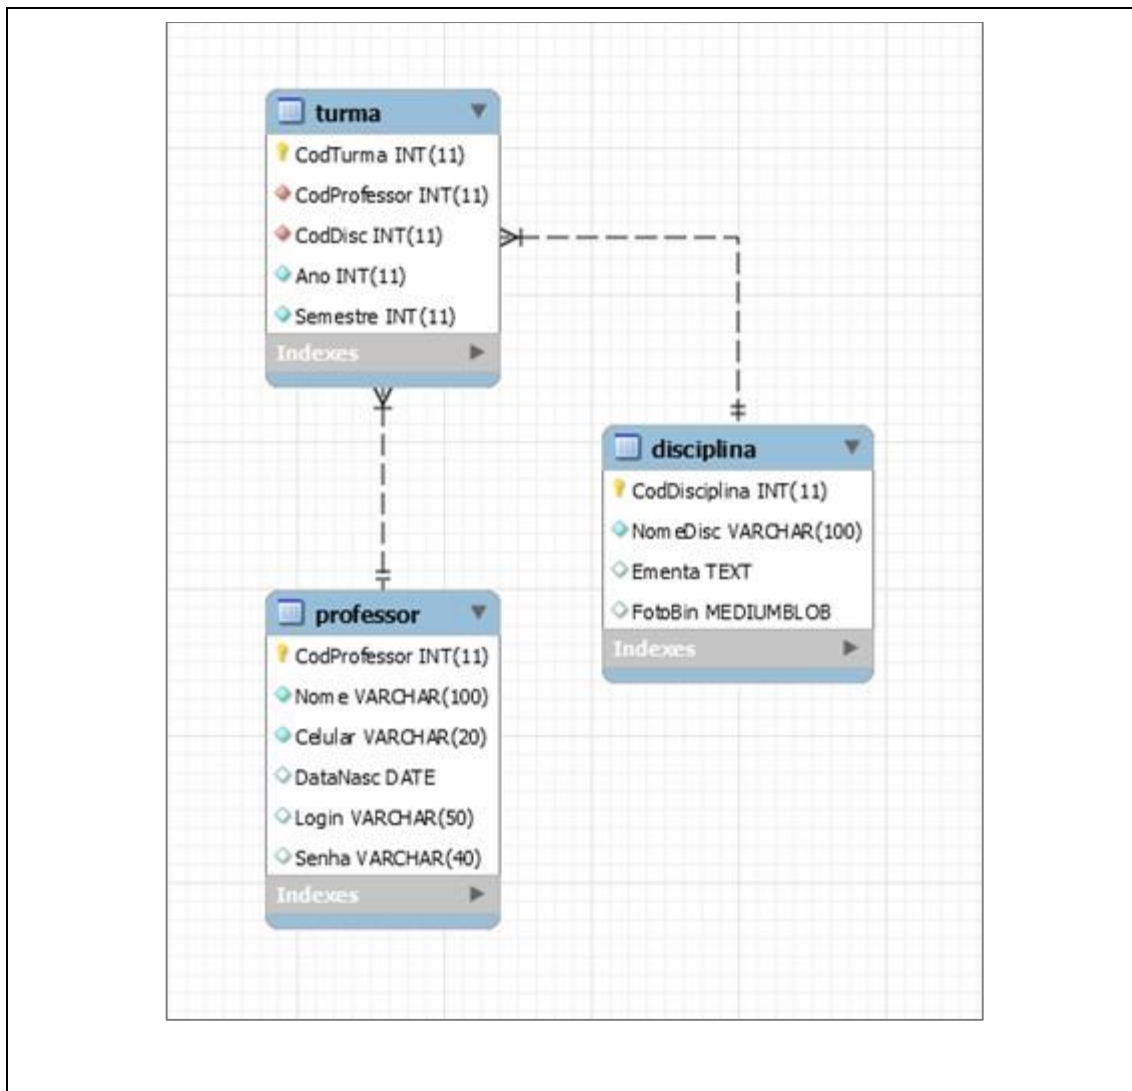 turma
CodTurma INT(11)
CodProfessor INT(11)
CodDisc INT(11)
Ano INT(11)
Semestre INT(11)
Indexes
disciplina
CodDisciplina INT(11)
NomeDisc VARCHAR(100)
Ementa TEXT
FotoBin MEDIUMBLOB
Indexes
professor
CodProfessor INT(11)
Nome VARCHAR(100)
Celular VARCHAR(20)
DataNasc DATE
Login VARCHAR(50)
Senha VARCHAR(40)
Indexes